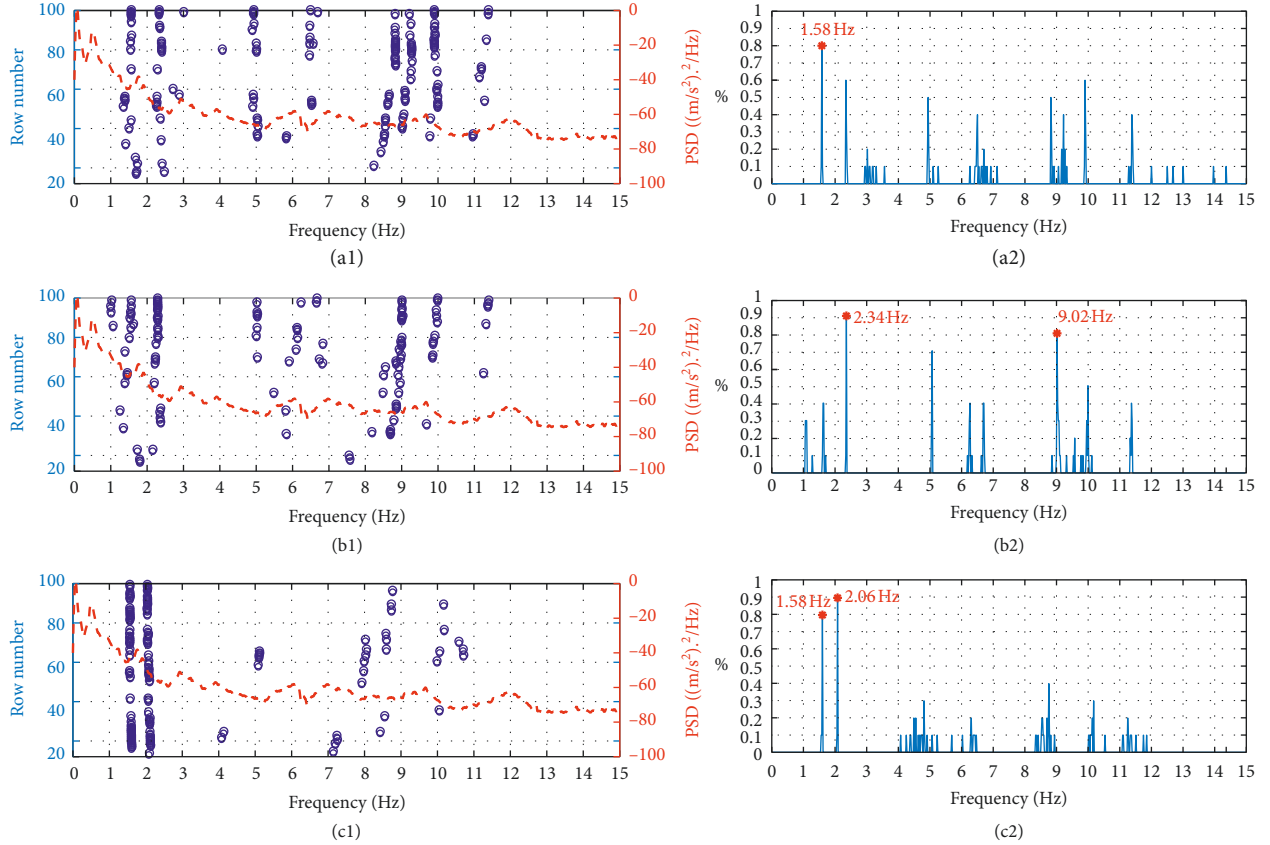 100
80
60
40
20
Row number
0
−20
−40
−60
−80
−100
PSD ((m/s²).²/Hz)
0 1 2 3 4 5 6 7 8 9 10 11 12 13 14 15
Frequency (Hz)
(a1)
1
0.9
0.8
0.7
0.6
0.5
0.4
0.3
0.2
0.1
0
%
1.58 Hz
0 1 2 3 4 5 6 7 8 9 10 11 12 13 14 15
Frequency (Hz)
(a2)
100
80
60
40
20
Row number
0
−20
−40
−60
−80
−100
PSD ((m/s²).²/Hz)
0 1 2 3 4 5 6 7 8 9 10 11 12 13 14 15
Frequency (Hz)
(b1)
1
0.9
0.8
0.7
0.6
0.5
0.4
0.3
0.2
0.1
0
%
2.34 Hz 9.02 Hz
0 1 2 3 4 5 6 7 8 9 10 11 12 13 14 15
Frequency (Hz)
(b2)
100
80
60
40
20
Row number
0
−20
−40
−60
−80
−100
PSD ((m/s²).²/Hz)
0 1 2 3 4 5 6 7 8 9 10 11 12 13 14 15
Frequency (Hz)
(c1)
1
0.9
0.8
0.7
0.6
0.5
0.4
0.3
0.2
0.1
0
%
1.58 Hz 2.06 Hz
0 1 2 3 4 5 6 7 8 9 10 11 12 13 14 15
Frequency (Hz)
(c2)